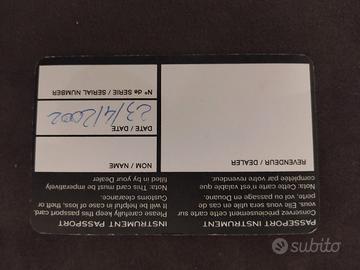 PASSEPORT INSTRUMENT
Conservez précieusement cette carte sur
vous. Elle vous sera utile en cas de
perte, vol ou passage en douane.
Nota: Cette carte n'est valable que
complétée par votre revendeur.
REVENDEUR / DEALER
INSTRUMENT PASSPORT
Please carefully keep this passport card.
It will be helpful in case of loss, theft or
Customs clearance.
Nota: This card must be imperatively
filled in by your Dealer.
NOM / NAME
DATE / DATE
23/4/2002
N° de SERIE / SERIAL NUMBER
Subito